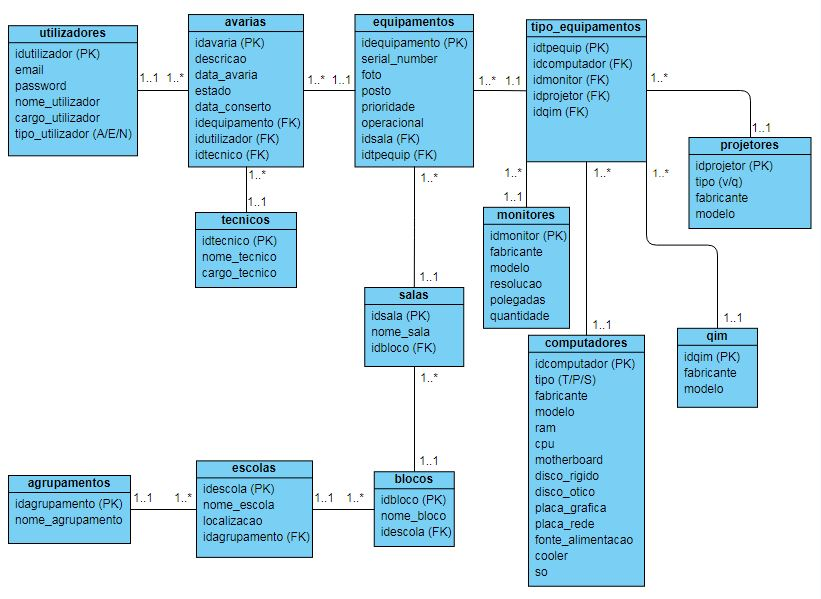 utilizadores
idutilizador (PK)
email
password
nome_utilizador
cargo_utilizador
tipo_utilizador (A/E/N)
1..1
1..*
avarias
idavaria (PK)
descricao
data_avaria
estado
data_conserto
idequipamento (FK)
idutilizador (FK)
idtecnico (FK)
1..*
1..1
equipamentos
idequipamento (PK)
serial_number
foto
posto
prioridade
operacional
idsala (FK)
idtpequip (FK)
1..*
1.1
tipo_equipamentos
idtpequip (PK)
idcomputador (FK)
idmonitor (FK)
idprojetor (FK)
idqim (FK)
1..*
1..1
projetores
idprojetor (PK)
tipo (v/q)
fabricante
modelo
1..*
1..1
tecnicos
idtecnico (PK)
nome_tecnico
cargo_tecnico
1..*
1..1
salas
idsala (PK)
nome_sala
idbloco (FK)
1..*
1..1
monitores
idmonitor (PK)
fabricante
modelo
resolucao
polegadas
quantidade
1..*
1..1
computadores
idcomputador (PK)
tipo (T/P/S)
fabricante
modelo
ram
cpu
motherboard
disco_rigido
disco_otico
placa_grafica
placa_rede
fonte_alimentacao
cooler
so
1..*
1..1
qim
idqim (PK)
fabricante
modelo
1..*
1..1
agrupamentos
idagrupamento (PK)
nome_agrupamento
1..1
1..*
escolas
idescola (PK)
nome_escola
localizacao
idagrupamento (FK)
1..1
1..*
blocos
idbloco (PK)
nome_bloco
idescola (FK)